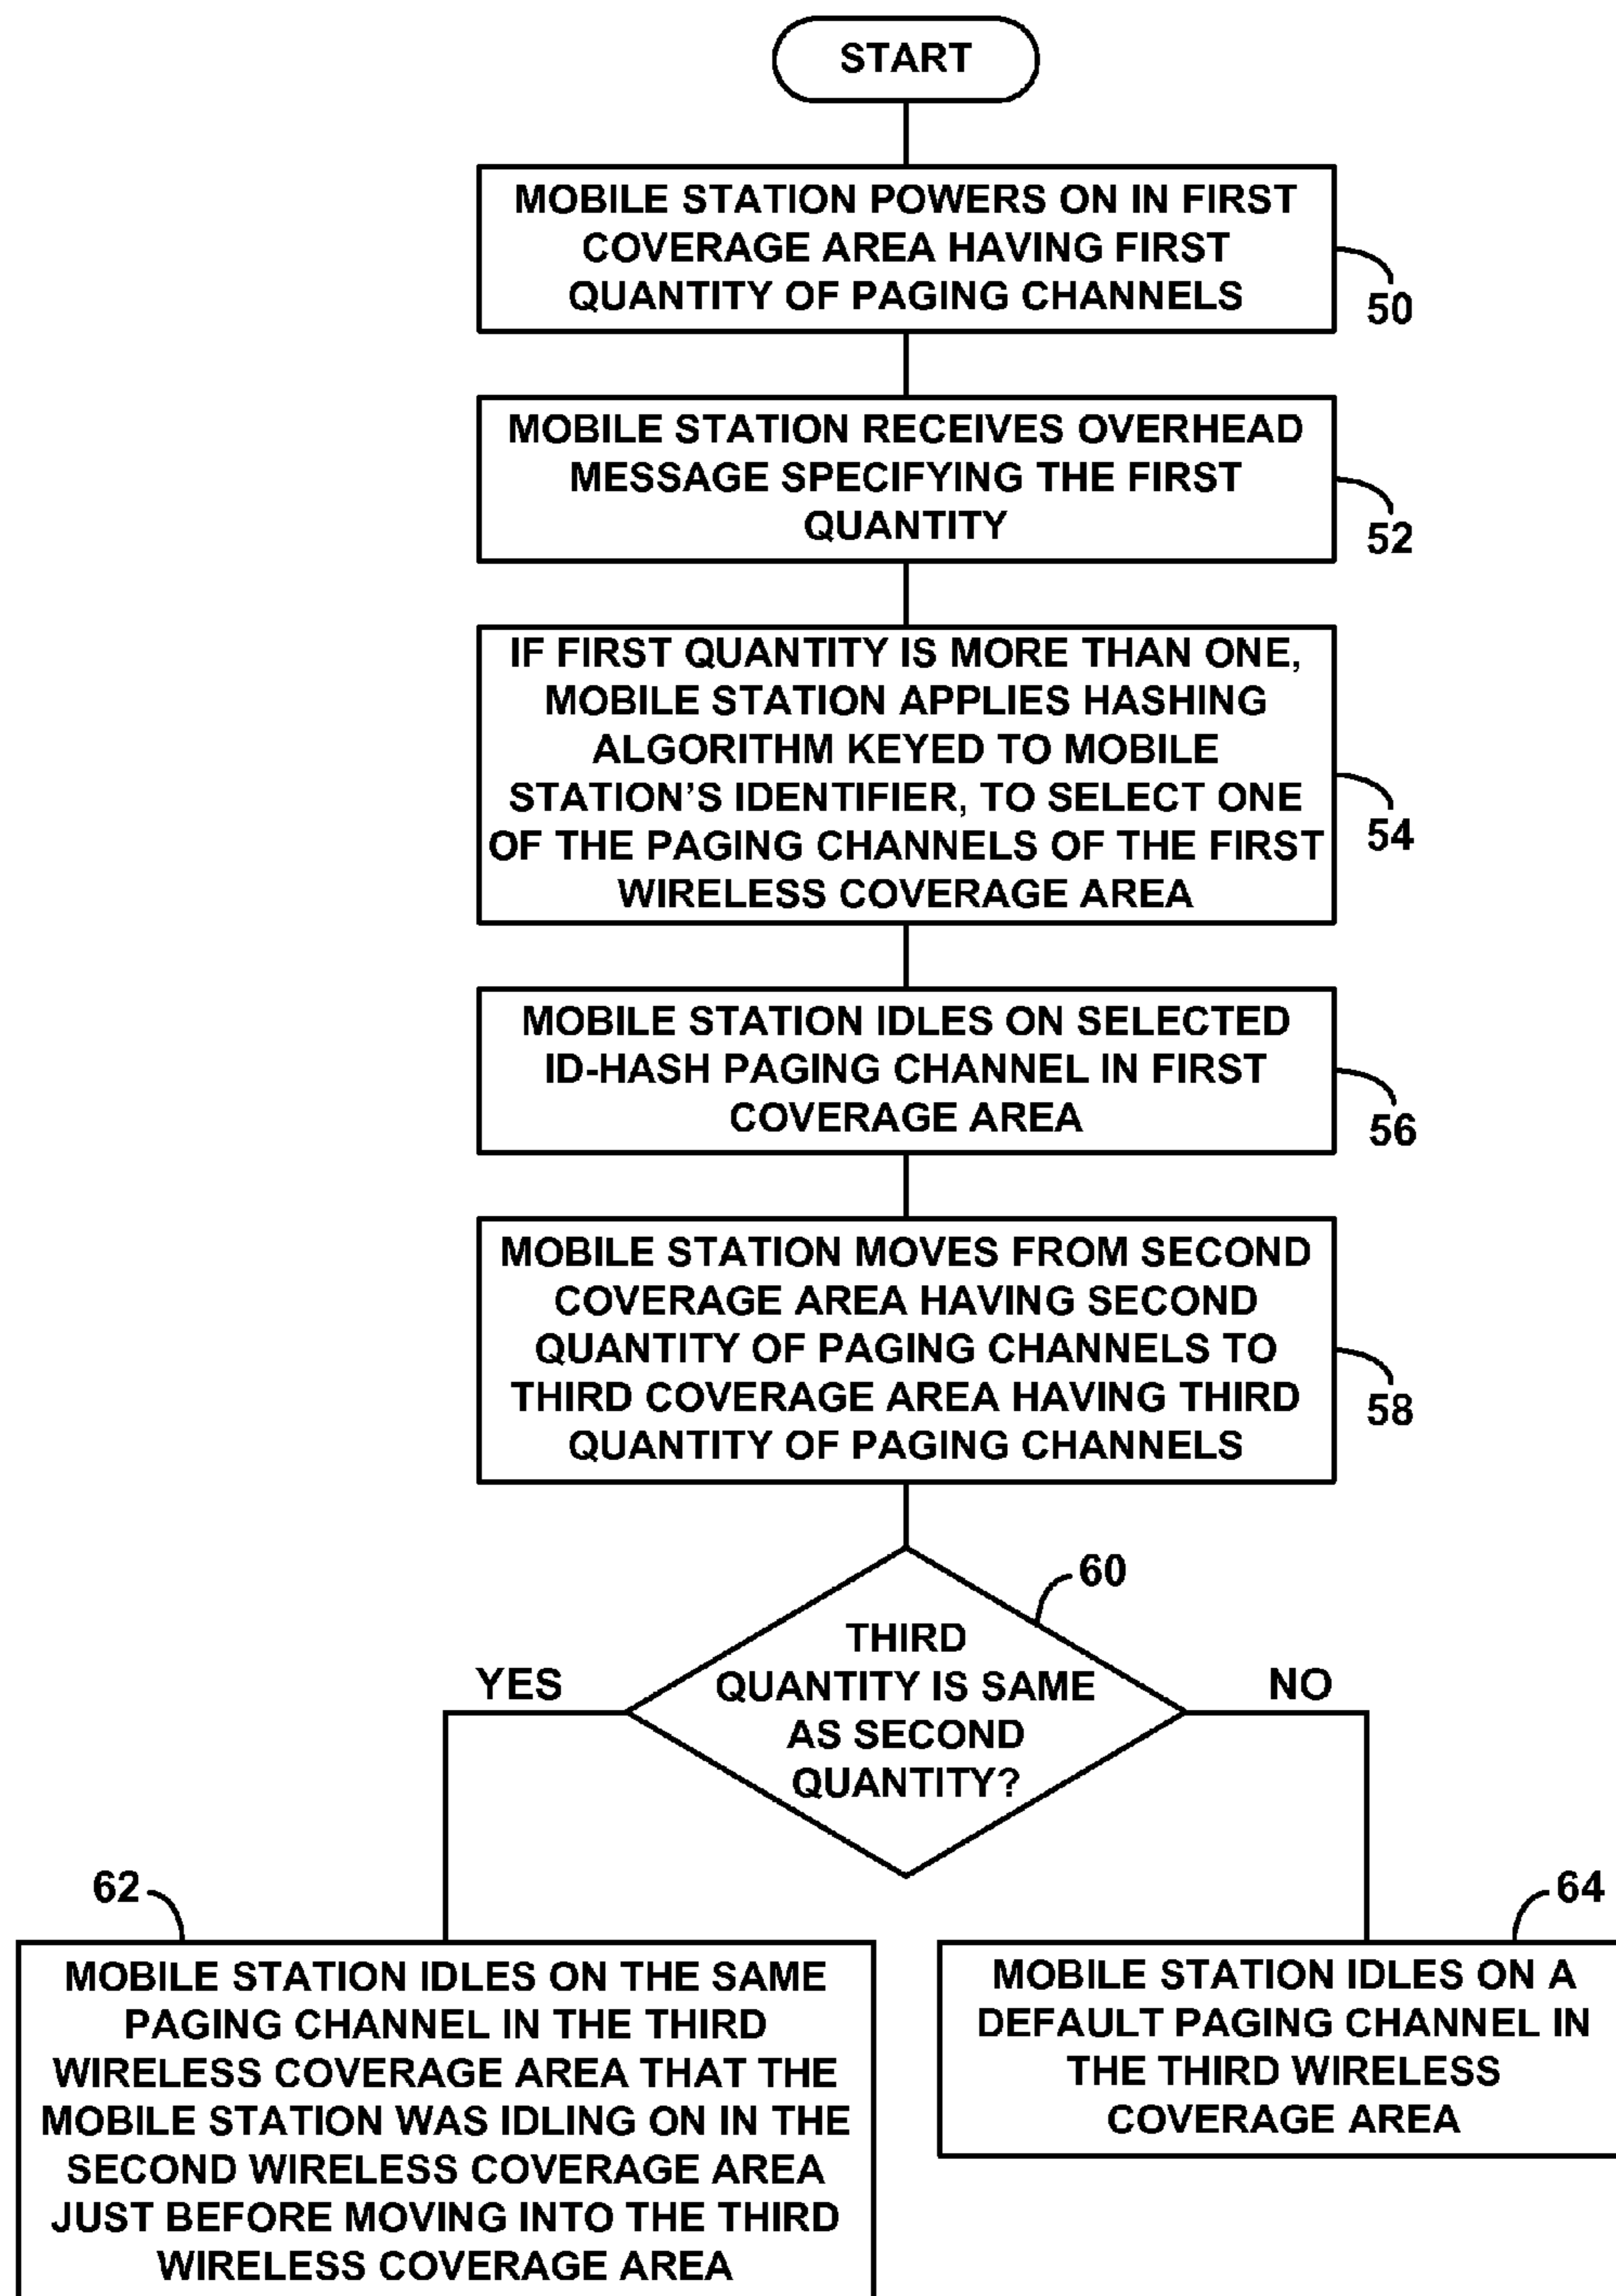 START
MOBILE STATION POWERS ON IN FIRST
COVERAGE AREA HAVING FIRST
QUANTITY OF PAGING CHANNELS
50
MOBILE STATION RECEIVES OVERHEAD
MESSAGE SPECIFYING THE FIRST
QUANTITY
52
IF FIRST QUANTITY IS MORE THAN ONE,
MOBILE STATION APPLIES HASHING
ALGORITHM KEYED TO MOBILE
STATION’S IDENTIFIER, TO SELECT ONE
OF THE PAGING CHANNELS OF THE FIRST
WIRELESS COVERAGE AREA
54
MOBILE STATION IDLES ON SELECTED
ID-HASH PAGING CHANNEL IN FIRST
COVERAGE AREA
56
MOBILE STATION MOVES FROM SECOND
COVERAGE AREA HAVING SECOND
QUANTITY OF PAGING CHANNELS TO
THIRD COVERAGE AREA HAVING THIRD
QUANTITY OF PAGING CHANNELS
58
60
THIRD
QUANTITY IS SAME
AS SECOND
QUANTITY?
YES
NO
62
MOBILE STATION IDLES ON THE SAME
PAGING CHANNEL IN THE THIRD
WIRELESS COVERAGE AREA THAT THE
MOBILE STATION WAS IDLING ON IN THE
SECOND WIRELESS COVERAGE AREA
JUST BEFORE MOVING INTO THE THIRD
WIRELESS COVERAGE AREA
64
MOBILE STATION IDLES ON A
DEFAULT PAGING CHANNEL IN
THE THIRD WIRELESS
COVERAGE AREA